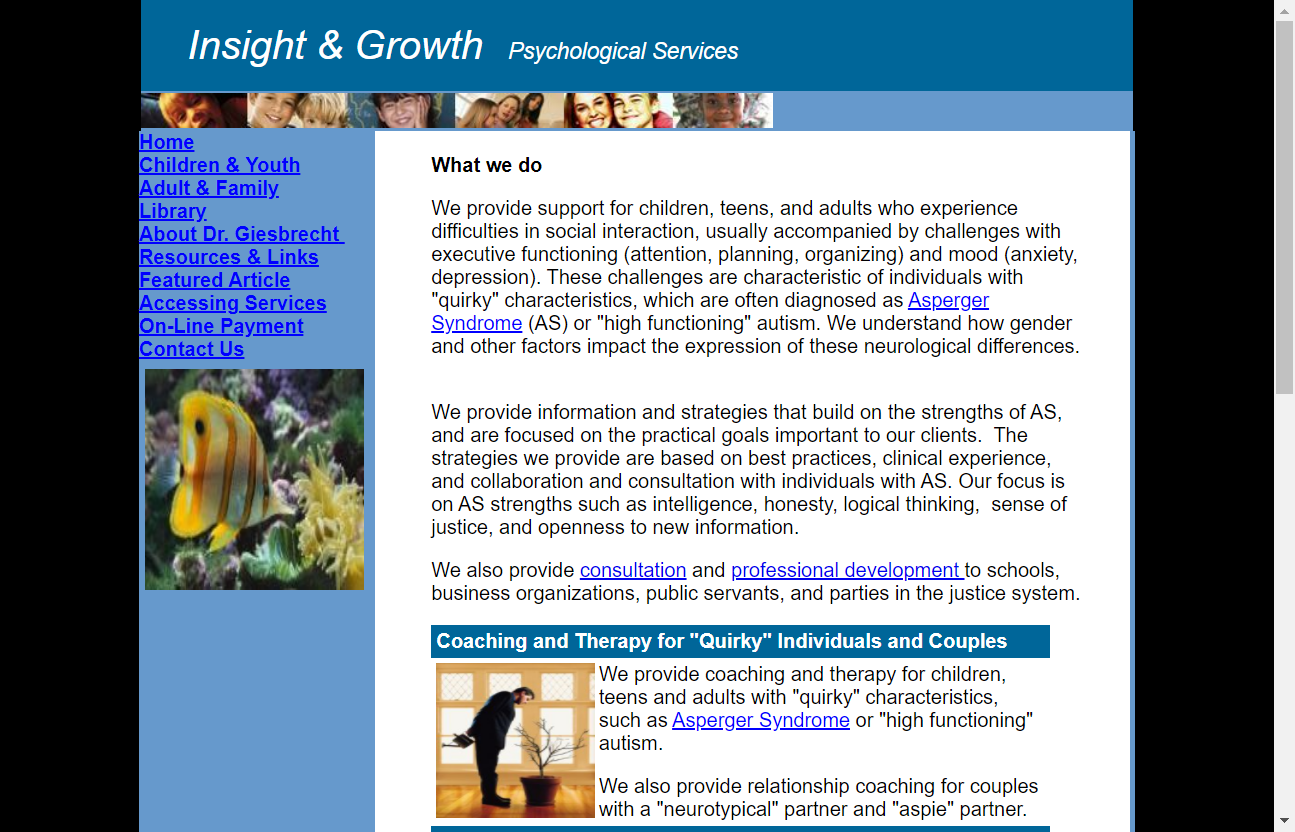 Insight & Growth Psychological Services
Home
Children & Youth
Adult & Family
Library
About Dr. Giesbrecht
Resources & Links
Featured Article
Accessing Services
On-Line Payment
Contact Us
What we do
We provide support for children, teens, and adults who experience
difficulties in social interaction, usually accompanied by challenges with
executive functioning (attention, planning, organizing) and mood (anxiety,
depression). These challenges are characteristic of individuals with
"quirky" characteristics, which are often diagnosed as Asperger
Syndrome (AS) or "high functioning" autism. We understand how gender
and other factors impact the expression of these neurological differences.
We provide information and strategies that build on the strengths of AS,
and are focused on the practical goals important to our clients.  The
strategies we provide are based on best practices, clinical experience,
and collaboration and consultation with individuals with AS. Our focus is
on AS strengths such as intelligence, honesty, logical thinking,  sense of
justice, and openness to new information.
We also provide consultation and professional development to schools,
business organizations, public servants, and parties in the justice system.
Coaching and Therapy for "Quirky" Individuals and Couples
We provide coaching and therapy for children,
teens and adults with "quirky" characteristics,
such as Asperger Syndrome or "high functioning"
autism.
We also provide relationship coaching for couples
with a "neurotypical" partner and "aspie" partner.